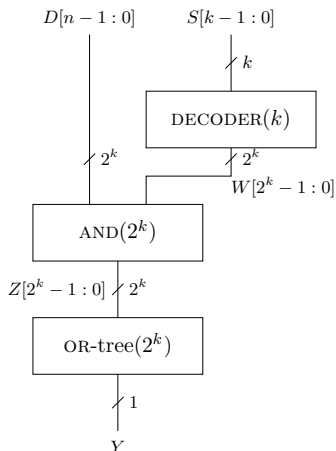 D[n − 1 : 0] S[k − 1 : 0]
k
DECODER(k)
2^k 2^k
W[2^k − 1 : 0]
AND(2^k)
Z[2^k − 1 : 0] 2^k
OR-tree(2^k)
1
Y